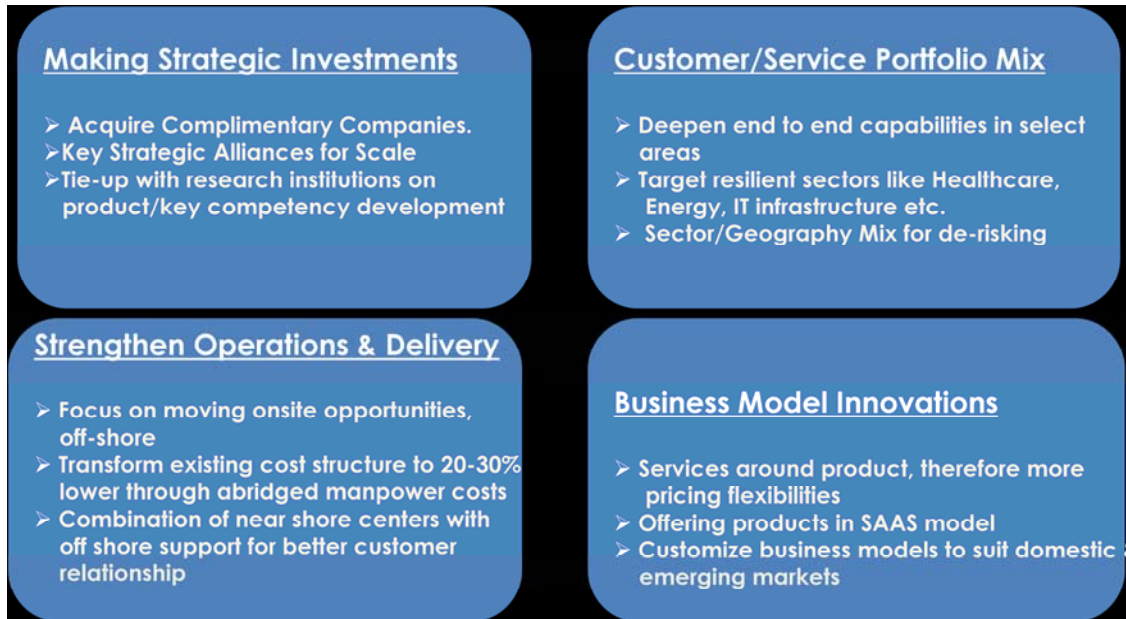 Making Strategic Investments
➢ Acquire Complimentary Companies.
➢Key Strategic Alliances for Scale
➢Tie-up with research institutions on
product/key competency development
Customer/Service Portfolio Mix
➢ Deepen end to end capabilities in select
areas
➢ Target resilient sectors like Healthcare,
Energy, IT infrastructure etc.
➢ Sector/Geography Mix for de-risking
Strengthen Operations & Delivery
➢ Focus on moving onsite opportunities,
off-shore
➢ Transform existing cost structure to 20-30%
lower through abridged manpower costs
➢ Combination of near shore centers with
off shore support for better customer
relationship
Business Model Innovations
➢ Services around product, therefore more
pricing flexibilities
➢ Offering products in SAAS model
➢ Customize business models to suit domestic &
emerging markets